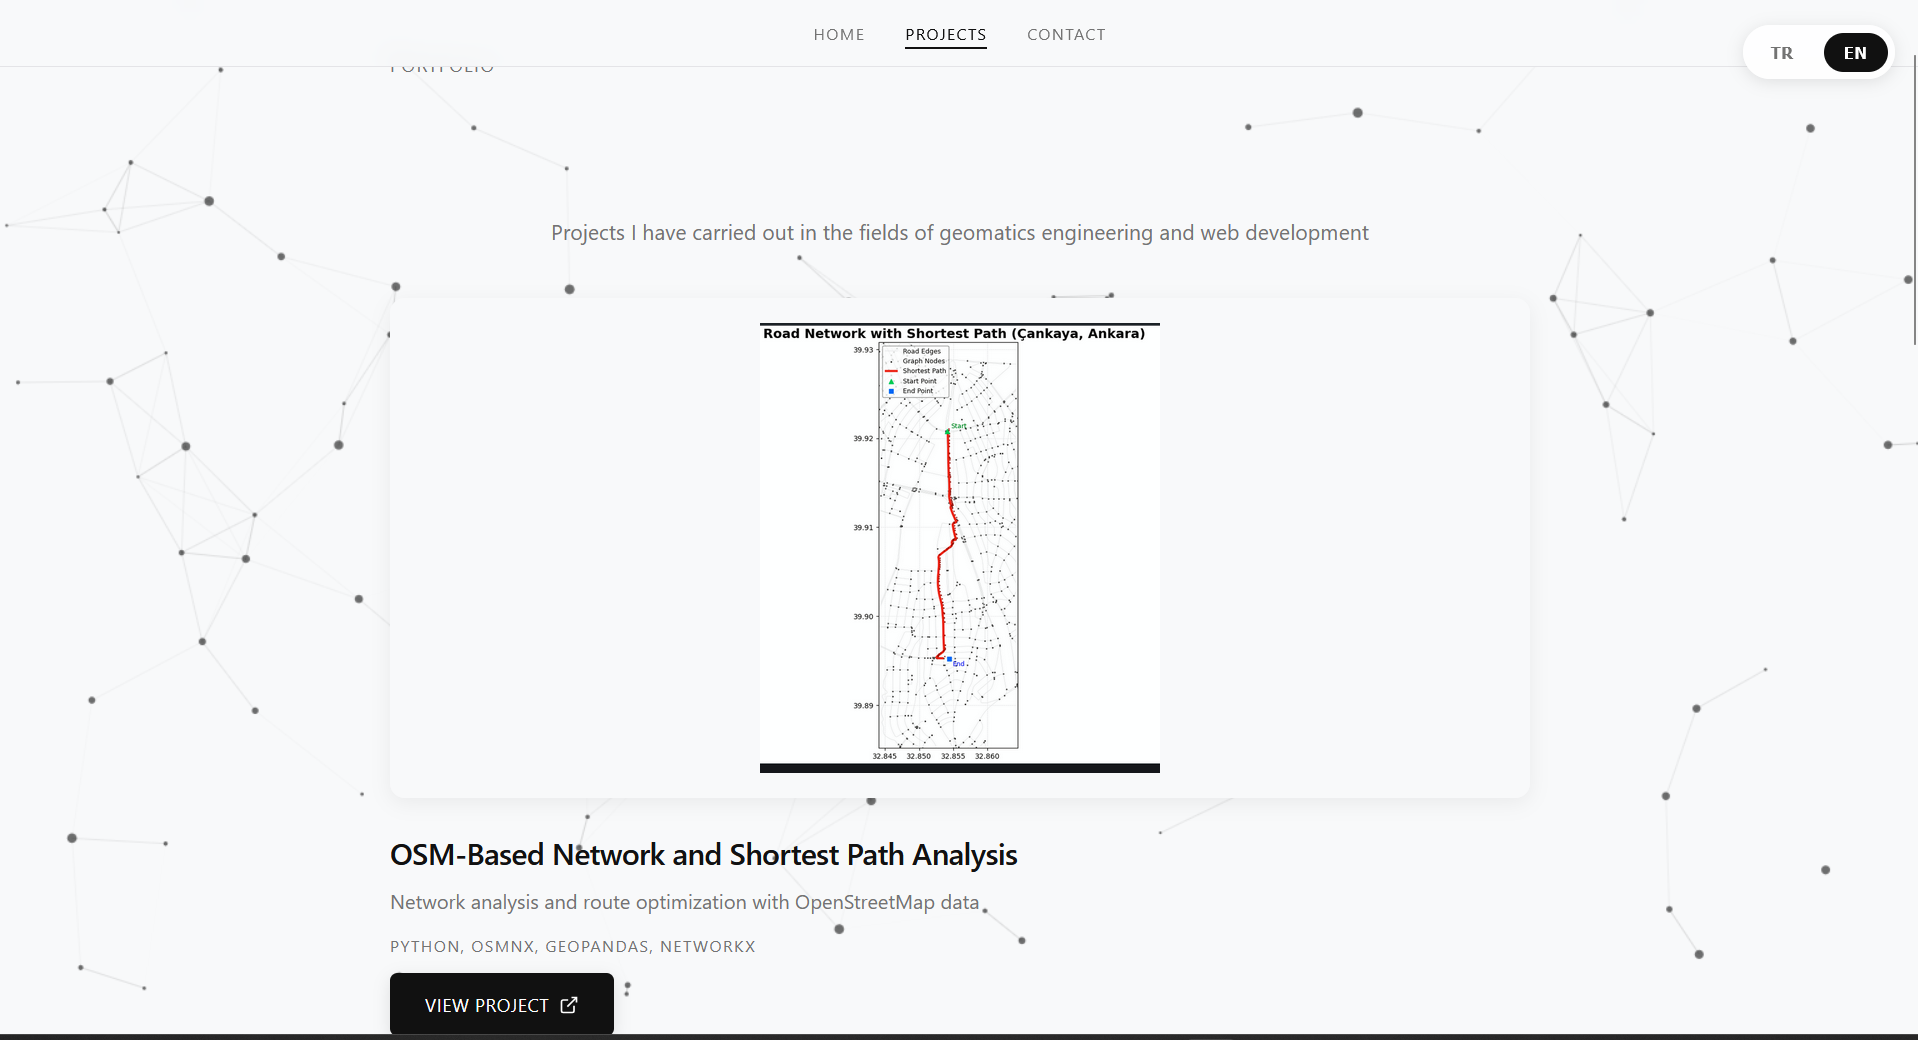 HOME PROJECTS CONTACT
TR EN
PORTFOLIO
Projects I have carried out in the fields of geomatics engineering and web development
Road Network with Shortest Path (Çankaya, Ankara)
Road Edges
Graph Nodes
Shortest Path
Start Point
End Point
39.93
Start
39.92
39.91
39.90
End
39.89
32.845 32.850 32.855 32.860
OSM-Based Network and Shortest Path Analysis
Network analysis and route optimization with OpenStreetMap data
PYTHON, OSMNX, GEOPANDAS, NETWORKX
VIEW PROJECT